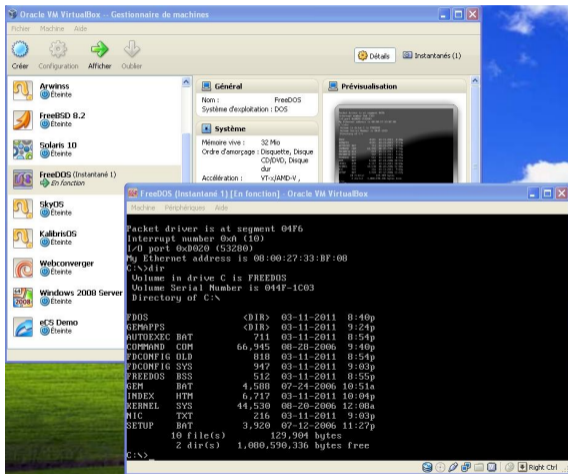 Oracle VM VirtualBox - Gestionnaire de machines
Fichier Machine Aide
Créer Configuration Afficher Oublier
Détails Instantanés (1)
Arwinss
Éteinte
FreeBSD 8.2
Éteinte
Solaris 10
Éteinte
FreeDOS (Instantané 1)
En fonction
SkyOS
Éteinte
KalibrisOS
Éteinte
Webconverger
Éteinte
Windows 2008 Server
Éteinte
eCS Demo
Éteinte
Général
Nom : FreeDOS
Système d'exploitation : DOS
Système
Mémoire vive : 32 Mio
Ordre d'amorçage : Disquette, Disque
CD/DVD, Disque
dur
Accélération : VT-x/AMD-V ,
Prévisualisation
FreeDOS (Instantané 1) [En fonction] - Oracle VM VirtualBox
Machine Périphériques Aide
Packet driver is at segment 04F6
Interrupt number 0xA (10)
I/O port 0xD020 (53280)
My Ethernet address is 08:00:27:33:BF:08
C:\>dir
Volume in drive C is FREEDOS
Volume Serial Number is 044F-1C03
Directory of C:\
FDOS <DIR> 03-11-2011 8:40p
GEMAPPS <DIR> 03-11-2011 9:24p
AUTOEXEC BAT 711 03-11-2011 8:54p
COMMAND COM 66,945 08-28-2006 9:40p
FDCONFIG OLD 818 03-11-2011 8:54p
FDCONFIG SYS 947 03-11-2011 9:03p
FREEDOS BSS 512 03-11-2011 8:55p
GEM BAT 4,588 07-24-2006 10:51a
INDEX HTM 6,717 03-11-2011 10:04p
KERNEL SYS 44,530 08-20-2006 12:08a
NIC TXT 216 03-11-2011 9:03p
SETUP BAT 3,920 07-12-2006 11:27p
10 file(s) 129,904 bytes
2 dir(s) 1,080,590,336 bytes free
C:\>_
Right Ctrl